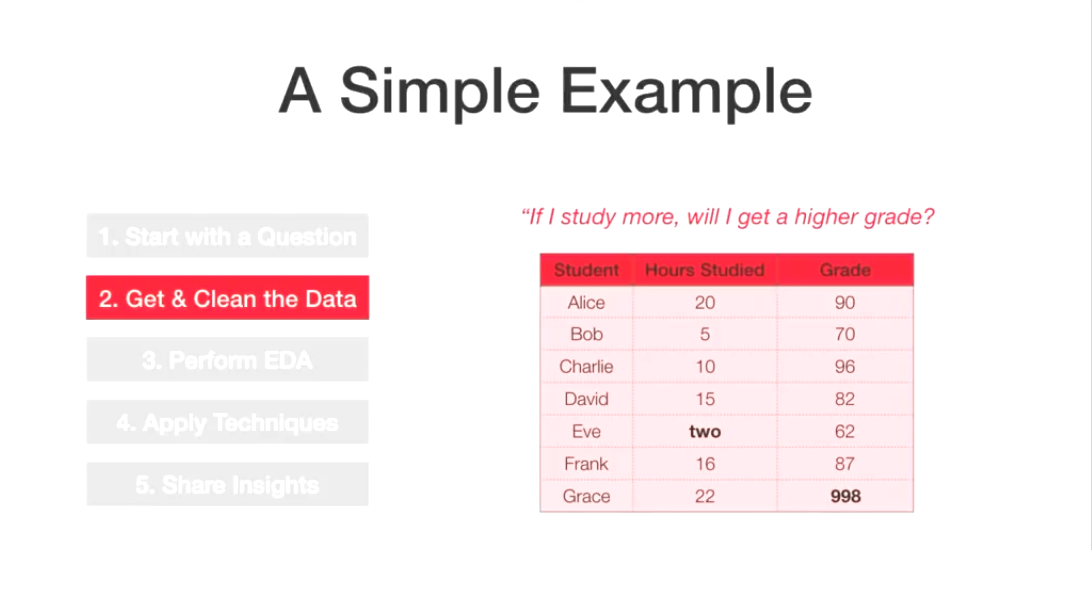 A Simple Example
1. Start with a Question
2. Get & Clean the Data
3. Perform EDA
4. Apply Techniques
5. Share Insights
“If I study more, will I get a higher grade?
Student Hours Studied Grade
Alice 20 90
Bob 5 70
Charlie 10 96
David 15 82
Eve two 62
Frank 16 87
Grace 22 998